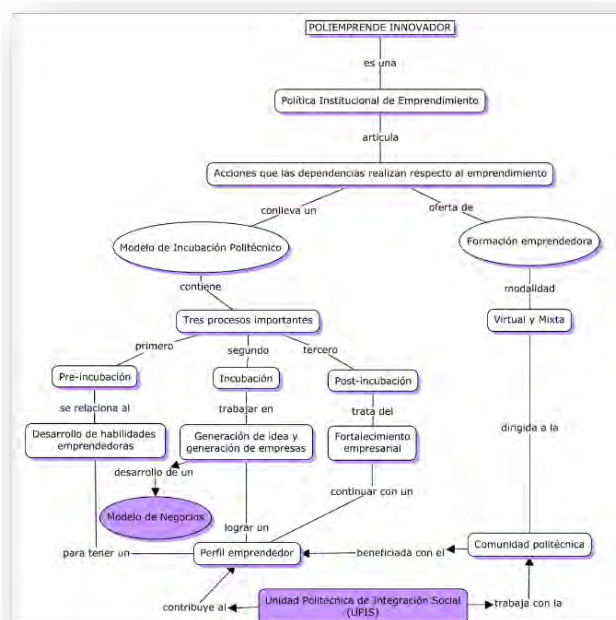 POLIEMPRENDE INNOVADOR
es una
Política Institucional de Emprendimiento
articula
Acciones que las dependencias realizan respecto al emprendimiento
conlleva un
oferta de
Modelo de Incubación Politécnico
Formación emprendedora
contiene
modalidad
Tres procesos importantes
Virtual y Mixta
primero
segundo
tercero
Pre-incubación
Incubación
Post-incubación
se relaciona al
trabajar en
trata del
Desarrollo de habilidades
emprendedoras
Generación de idea y
generación de empresas
Fortalecimiento
empresarial
dirigida a la
desarrollo de un
Modelo de Negocios
continuar con un
lograr un
para tener un
Perfil emprendedor
beneficiada con el
Comunidad politécnica
contribuye al
Unidad Politécnica de Integración Social
(UPIS)
trabaja con la